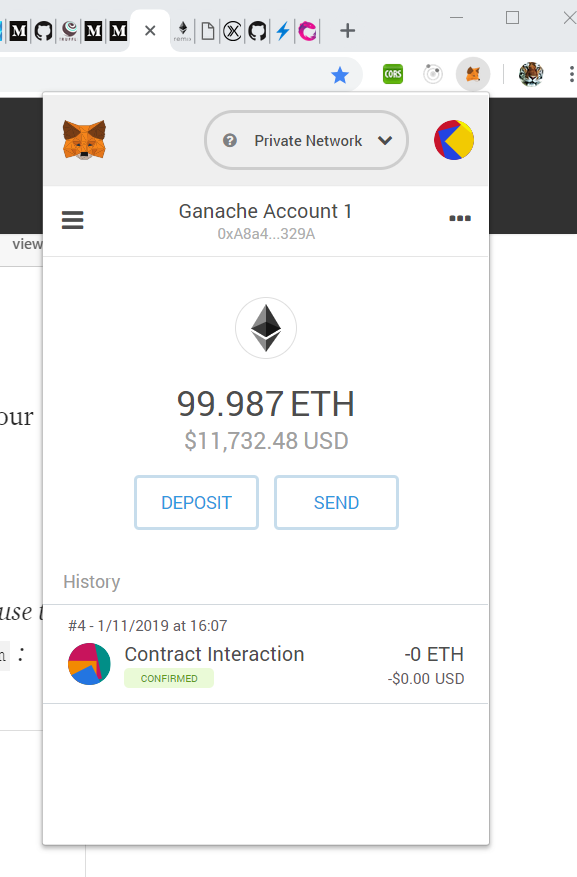 CORS
Private Network
view
Ganache Account 1
0xA8a4...329A
our
99.987 ETH
$11,732.48 USD
DEPOSIT
SEND
History
use t
#4 - 1/11/2019 at 16:07
Contract Interaction
-0 ETH
:
CONFIRMED
-$0.00 USD